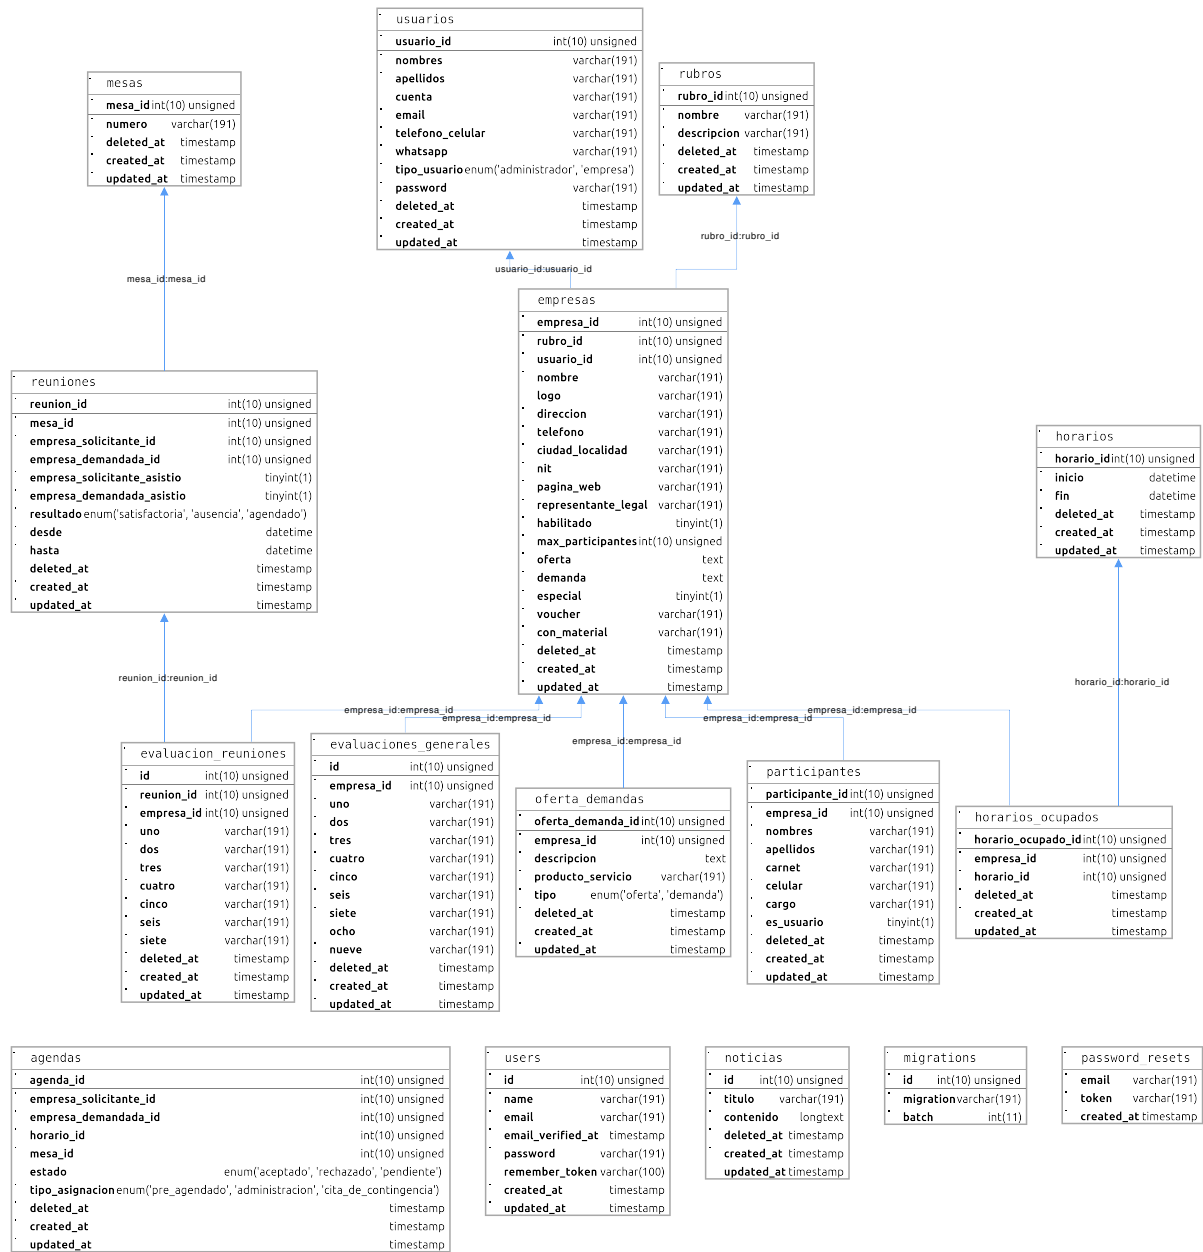 usuarios
usuario_id int(10) unsigned
nombres varchar(191)
apellidos varchar(191)
cuenta varchar(191)
email varchar(191)
telefono_celular varchar(191)
whatsapp varchar(191)
tipo_usuario enum('administrador', 'empresa')
password varchar(191)
deleted_at timestamp
created_at timestamp
updated_at timestamp
mesas
mesa_id int(10) unsigned
numero varchar(191)
deleted_at timestamp
created_at timestamp
updated_at timestamp
rubros
rubro_id int(10) unsigned
nombre varchar(191)
descripcion varchar(191)
deleted_at timestamp
created_at timestamp
updated_at timestamp
mesa_id:mesa_id
usuario_id:usuario_id
rubro_id:rubro_id
empresas
empresa_id int(10) unsigned
rubro_id int(10) unsigned
usuario_id int(10) unsigned
nombre varchar(191)
logo varchar(191)
direccion varchar(191)
telefono varchar(191)
ciudad_localidad varchar(191)
nit varchar(191)
pagina_web varchar(191)
representante_legal varchar(191)
habilitado tinyint(1)
max_participantes int(10) unsigned
oferta text
demanda text
especial tinyint(1)
voucher varchar(191)
con_material varchar(191)
deleted_at timestamp
created_at timestamp
updated_at timestamp
reuniones
reunion_id int(10) unsigned
mesa_id int(10) unsigned
empresa_solicitante_id int(10) unsigned
empresa_demandada_id int(10) unsigned
empresa_solicitante_asistio tinyint(1)
empresa_demandada_asistio tinyint(1)
resultado enum('satisfactoria', 'ausencia', 'agendado')
desde datetime
hasta datetime
deleted_at timestamp
created_at timestamp
updated_at timestamp
horarios
horario_id int(10) unsigned
inicio datetime
fin datetime
deleted_at timestamp
created_at timestamp
updated_at timestamp
reunion_id:reunion_id
horario_id:horario_id
empresa_id:empresa_id
empresa_id:empresa_id
empresa_id:empresa_id
empresa_id:empresa_id
empresa_id:empresa_id
evaluacion_reuniones
id int(10) unsigned
reunion_id int(10) unsigned
empresa_id int(10) unsigned
uno varchar(191)
dos varchar(191)
tres varchar(191)
cuatro varchar(191)
cinco varchar(191)
seis varchar(191)
siete varchar(191)
deleted_at timestamp
created_at timestamp
updated_at timestamp
evaluaciones_generales
id int(10) unsigned
empresa_id int(10) unsigned
uno varchar(191)
dos varchar(191)
tres varchar(191)
cuatro varchar(191)
cinco varchar(191)
seis varchar(191)
siete varchar(191)
ocho varchar(191)
nueve varchar(191)
deleted_at timestamp
created_at timestamp
updated_at timestamp
oferta_demandas
oferta_demanda_id int(10) unsigned
empresa_id int(10) unsigned
descripcion text
producto_servicio varchar(191)
tipo enum('oferta', 'demanda')
deleted_at timestamp
created_at timestamp
updated_at timestamp
participantes
participante_id int(10) unsigned
empresa_id int(10) unsigned
nombres varchar(191)
apellidos varchar(191)
carnet varchar(191)
celular varchar(191)
cargo varchar(191)
es_usuario tinyint(1)
deleted_at timestamp
created_at timestamp
updated_at timestamp
horarios_ocupados
horario_ocupado_id int(10) unsigned
empresa_id int(10) unsigned
horario_id int(10) unsigned
deleted_at timestamp
created_at timestamp
updated_at timestamp
agendas
agenda_id int(10) unsigned
empresa_solicitante_id int(10) unsigned
empresa_demandada_id int(10) unsigned
horario_id int(10) unsigned
mesa_id int(10) unsigned
estado enum('aceptado', 'rechazado', 'pendiente')
tipo_asignacion enum('pre_agendado', 'administracion', 'cita_de_contingencia')
deleted_at timestamp
created_at timestamp
updated_at timestamp
users
id int(10) unsigned
name varchar(191)
email varchar(191)
email_verified_at timestamp
password varchar(191)
remember_token varchar(100)
created_at timestamp
updated_at timestamp
noticias
id int(10) unsigned
titulo varchar(191)
contenido longtext
deleted_at timestamp
created_at timestamp
updated_at timestamp
migrations
id int(10) unsigned
migration varchar(191)
batch int(11)
password_resets
email varchar(191)
token varchar(191)
created_at timestamp